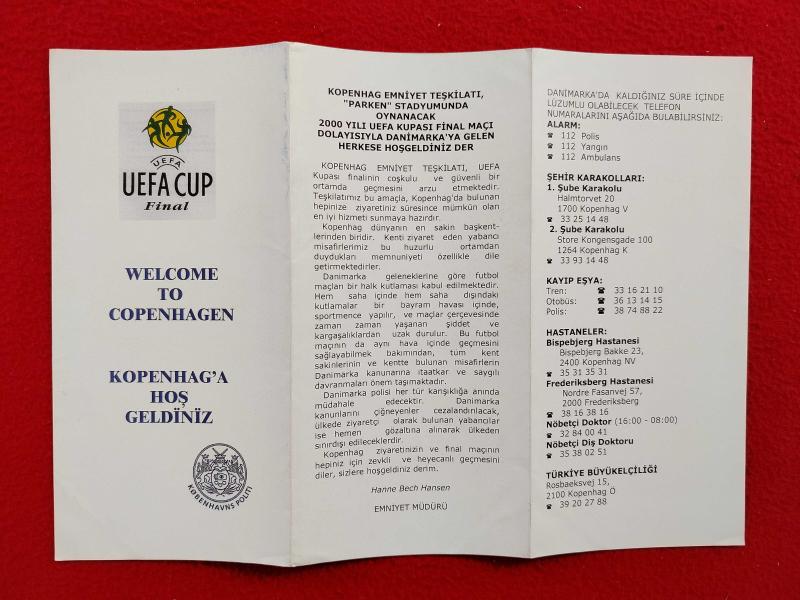 UEFA
UEFA CUP
Final
WELCOME
TO
COPENHAGEN
KOPENHAG'A
HOŞ
GELDİNİZ
KØBENHAVNS POLITI
KOPENHAG EMNİYET TEŞKİLATI,
"PARKEN" STADYUMUNDA
OYNANACAK
2000 YILI UEFA KUPASI FİNAL MAÇI
DOLAYISIYLA DANİMARKA'YA GELEN
HERKESE HOŞGELDİNİZ DER
KOPENHAG EMNİYET TEŞKİLATI, UEFA
Kupası finalinin coşkulu ve güvenli bir
ortamda geçmesini arzu etmektedir.
Teşkilatımız bu amaçla, Kopenhag'da bulunan
hepinize ziyaretiniz süresince mümkün olan
en iyi hizmeti sunmaya hazırdır.
Kopenhag dünyanın en sakin başkent-
lerinden biridir. Kenti ziyaret eden yabancı
misafirlerimiz bu huzurlu ortamdan
duydukları memnuniyeti özellikle dile
getirmektedirler.
Danimarka geleneklerine göre futbol
maçları bir halk kutlaması kabul edilmektedir.
Hem saha içinde hem saha dışındaki
kutlamalar bir bayram havası içinde,
sportmence yapılır, ve maçlar çerçevesinde
zaman zaman yaşanan şiddet ve
kargaşalıklardan uzak durulur. Bu futbol
maçının da aynı hava içinde geçmesini
sağlayabilmek bakımından, tüm kent
sakinlerinin ve kentte bulunan misafirlerin
Danimarka kanunarına itaatkar ve saygılı
davranmaları önem taşımaktadır.
Danimarka polisi her tür karışıklığa anında
müdahale edecektir. Danimarka
kanunlarını çiğneyenler cezalandırılacak,
ülkede ziyaretçi olarak bulunan yabancılar
ise hemen gözaltına alınarak ülkeden
sınırdışı edileceklerdir.
Kopenhag ziyaretinizin ve final maçının
hepiniz için zevkli ve heyecanlı geçmesini
diler, sizlere hoşgeldiniz derim.
Hanne Bech Hansen
EMNİYET MÜDÜRÜ
DANİMARKA'DA KALDIĞINIZ SÜRE İÇİNDE
LÜZUMLU OLABİLECEK TELEFON
NUMARALARINI AŞAĞIDA BULABİLİRSİNİZ:
ALARM:
☎ 112 Polis
☎ 112 Yangın
☎ 112 Ambulans
ŞEHİR KARAKOLLARI:
1. Şube Karakolu
Halmtorvet 20
1700 Kopenhag V
☎ 33 25 14 48
2. Şube Karakolu
Store Kongensgade 100
1264 Kopenhag K
☎ 33 93 14 48
KAYIP EŞYA:
Tren: ☎ 33 16 21 10
Otobüs: ☎ 36 13 14 15
Polis: ☎ 38 74 88 22
HASTANELER:
Bispebjerg Hastanesi
Bispebjerg Bakke 23,
2400 Kopenhag NV
☎ 35 31 35 31
Frederiksberg Hastanesi
Nordre Fasanvej 57,
2000 Frederiksberg
☎ 38 16 38 16
Nöbetçi Doktor (16:00 - 08:00)
☎ 32 84 00 41
Nöbetçi Diş Doktoru
☎ 35 38 02 51
TÜRKİYE BÜYÜKELÇİLİĞİ
Rosbaeksvej 15,
2100 Kopenhag Ö
☎ 39 20 27 88